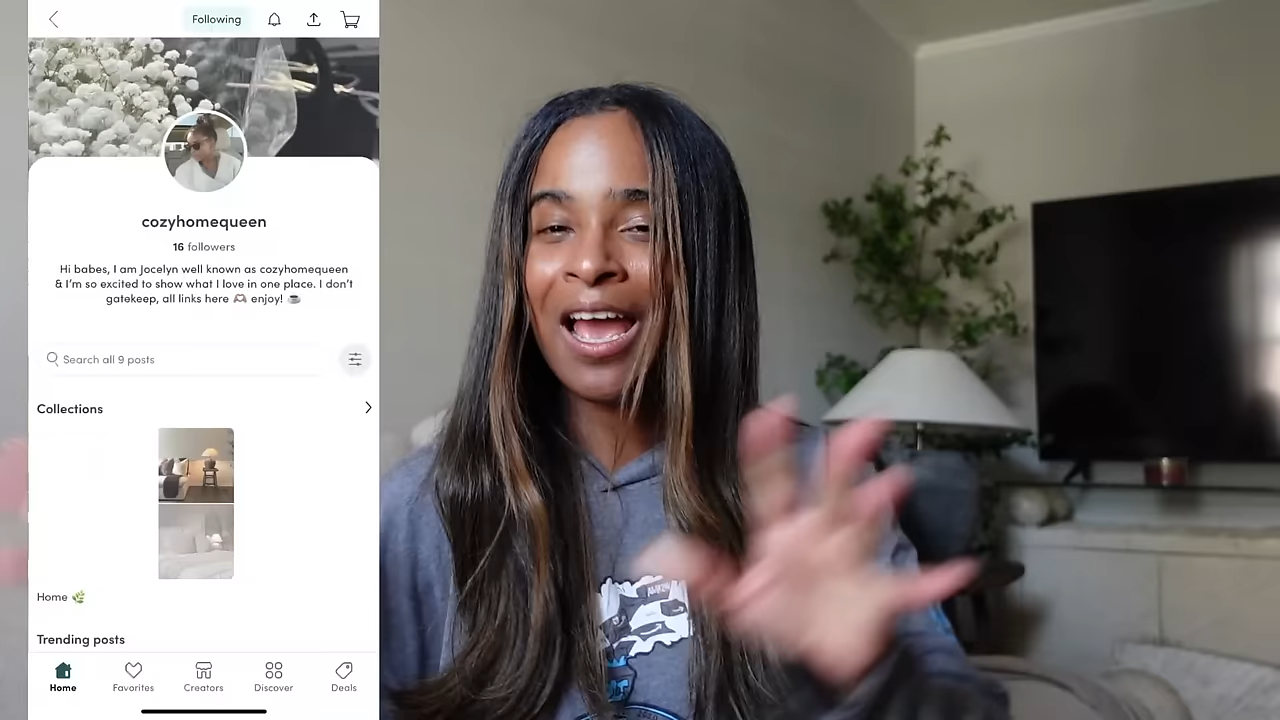 Following
cozyhomequeen
16 followers
Hi babes, I am Jocelyn well known as cozyhomequeen
& I'm so excited to show what I love in one place. I don't
gatekeep, all links here 🫶🏽 enjoy! ☕
Search all 9 posts
Collections
Home 🌿
Trending posts
Home
Favorites
Creators
Discover
Deals